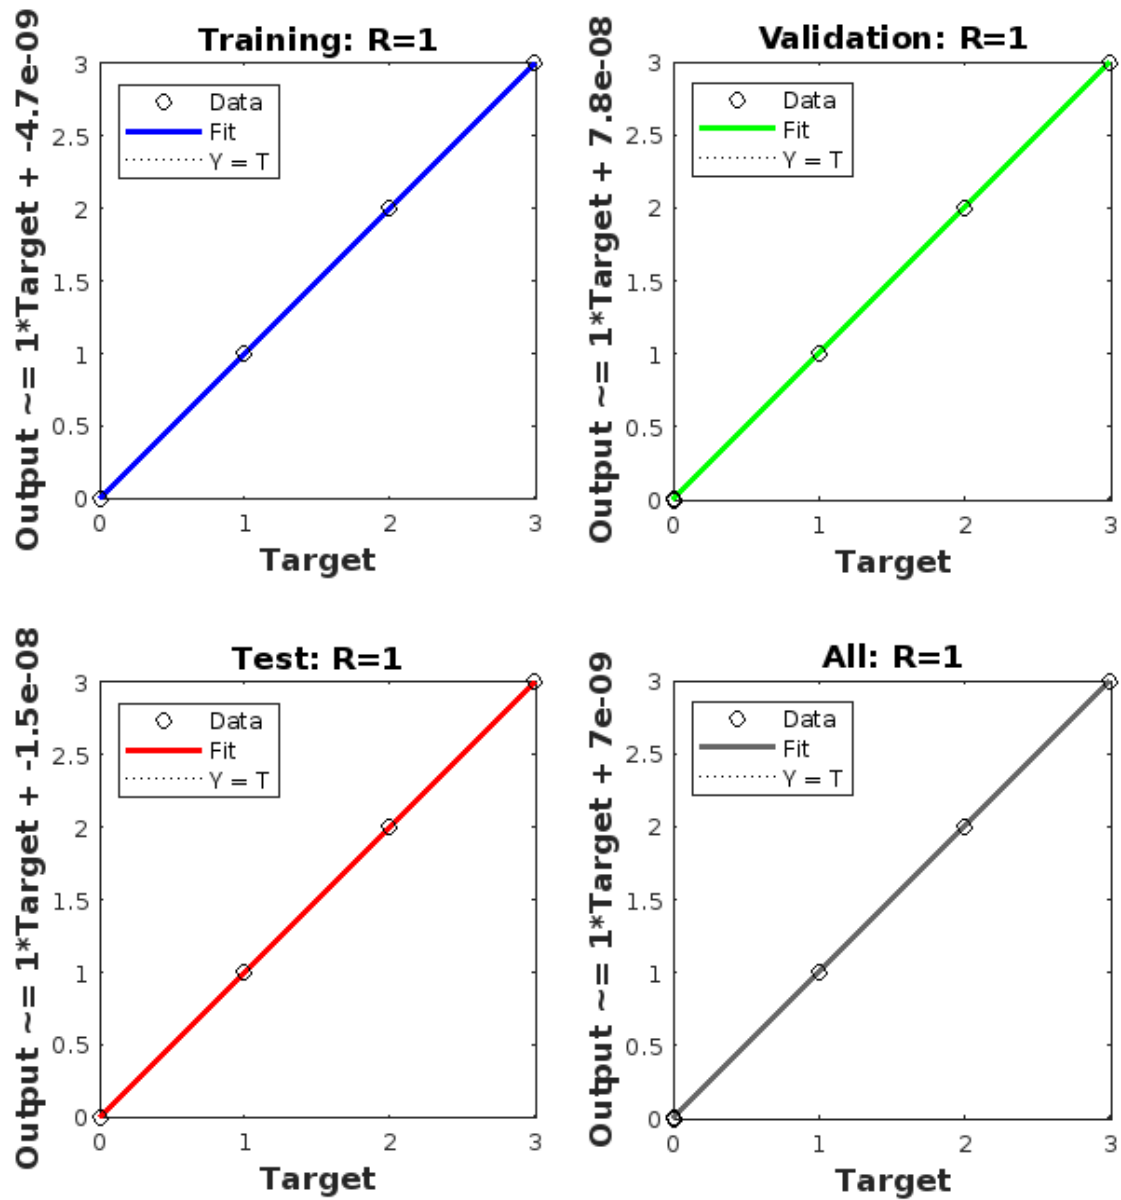 Training: R=1
Output ~= 1*Target + -4.7e-09
3
2.5
2
1.5
1
0.5
0
Data
Fit
Y = T
0 1 2 3
Target
Validation: R=1
Output ~= 1*Target + 7.8e-08
3
2.5
2
1.5
1
0.5
0
Data
Fit
Y = T
0 1 2 3
Target
Test: R=1
Output ~= 1*Target + -1.5e-08
3
2.5
2
1.5
1
0.5
0
Data
Fit
Y = T
0 1 2 3
Target
All: R=1
Output ~= 1*Target + 7e-09
3
2.5
2
1.5
1
0.5
0
Data
Fit
Y = T
0 1 2 3
Target